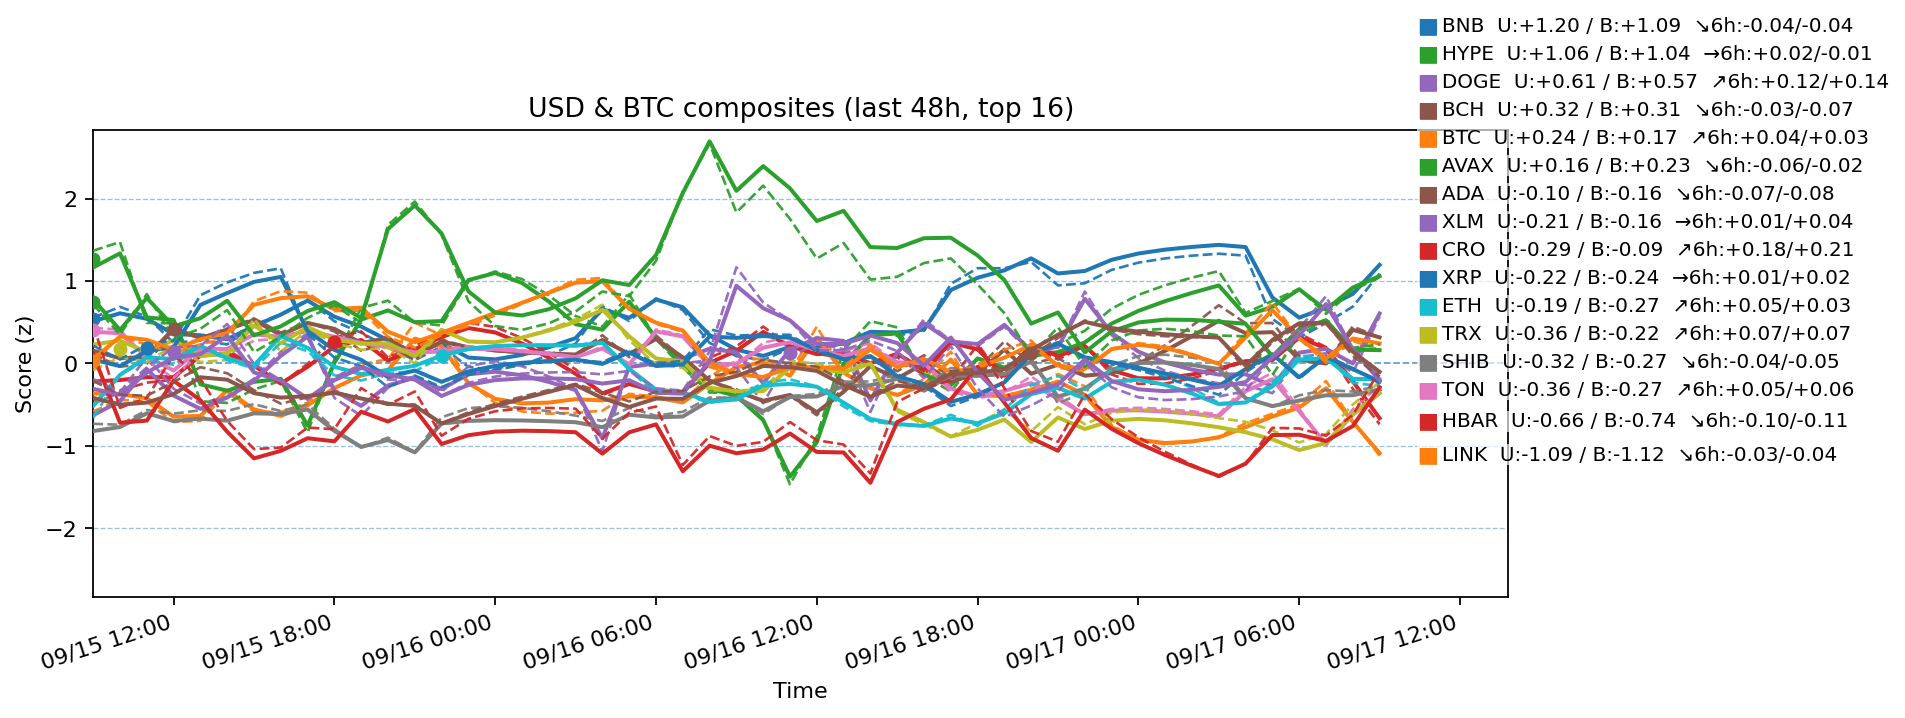 BNB  U:+1.20 / B:+1.09  ↘6h:-0.04/-0.04
HYPE  U:+1.06 / B:+1.04  →6h:+0.02/-0.01
DOGE  U:+0.61 / B:+0.57  ↗6h:+0.12/+0.14
BCH  U:+0.32 / B:+0.31  ↘6h:-0.03/-0.07
BTC  U:+0.24 / B:+0.17  ↗6h:+0.04/+0.03
AVAX  U:+0.16 / B:+0.23  ↘6h:-0.06/-0.02
ADA  U:-0.10 / B:-0.16  ↘6h:-0.07/-0.08
XLM  U:-0.21 / B:-0.16  →6h:+0.01/+0.04
CRO  U:-0.29 / B:-0.09  ↗6h:+0.18/+0.21
XRP  U:-0.22 / B:-0.24  →6h:+0.01/+0.02
ETH  U:-0.19 / B:-0.27  ↗6h:+0.05/+0.03
TRX  U:-0.36 / B:-0.22  ↗6h:+0.07/+0.07
SHIB  U:-0.32 / B:-0.27  ↘6h:-0.04/-0.05
TON  U:-0.36 / B:-0.27  ↗6h:+0.05/+0.06
HBAR  U:-0.66 / B:-0.74  ↘6h:-0.10/-0.11
LINK  U:-1.09 / B:-1.12  ↘6h:-0.03/-0.04
USD & BTC composites (last 48h, top 16)
Score (z)
2
1
0
−1
−2
09/15 12:00
09/15 18:00
09/16 00:00
09/16 06:00
09/16 12:00
09/16 18:00
09/17 00:00
09/17 06:00
09/17 12:00
Time